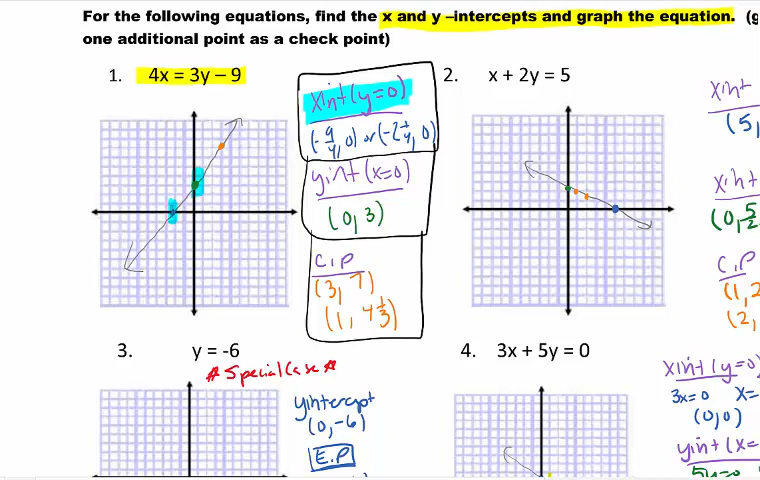 For the following equations, find the x and y –intercepts and graph the equation. (g
one additional point as a check point)
1. 4x = 3y – 9
xint (y=0)
(-9/4, 0) or (-2 1/4, 0)
yint (x=0)
(0, 3)
C.P
(3, 7)
(1, 4 1/3)
2. x + 2y = 5
xint
(5,
xint
(0, 5/2
C.P
(1, 2
(2,
3. y = -6
* Special Case *
yintercept
(0, -6)
E.P
4. 3x + 5y = 0
xint (y=0)
3x=0 x=
(0,0)
yint (x=
5y=0